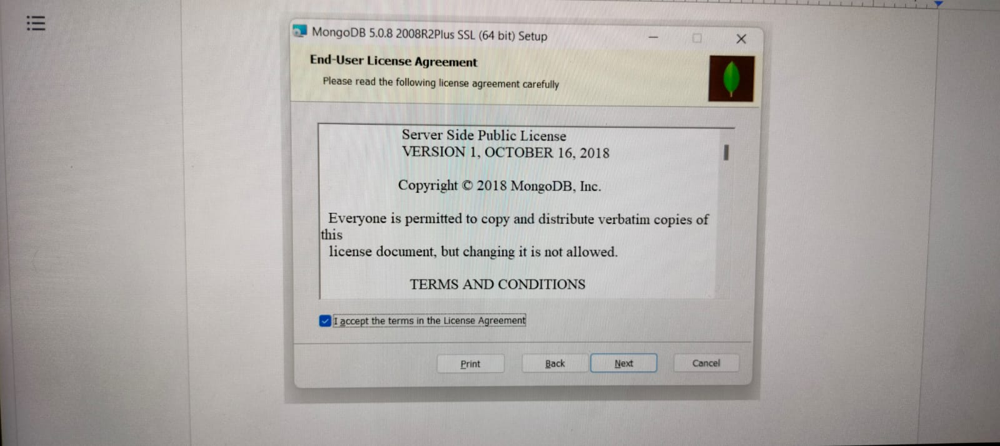 MongoDB 5.0.8 2008R2Plus SSL (64 bit) Setup
End-User License Agreement
Please read the following license agreement carefully
Server Side Public License
VERSION 1, OCTOBER 16, 2018
Copyright © 2018 MongoDB, Inc.
Everyone is permitted to copy and distribute verbatim copies of
this
license document, but changing it is not allowed.
TERMS AND CONDITIONS
I accept the terms in the License Agreement
Print Back Next Cancel